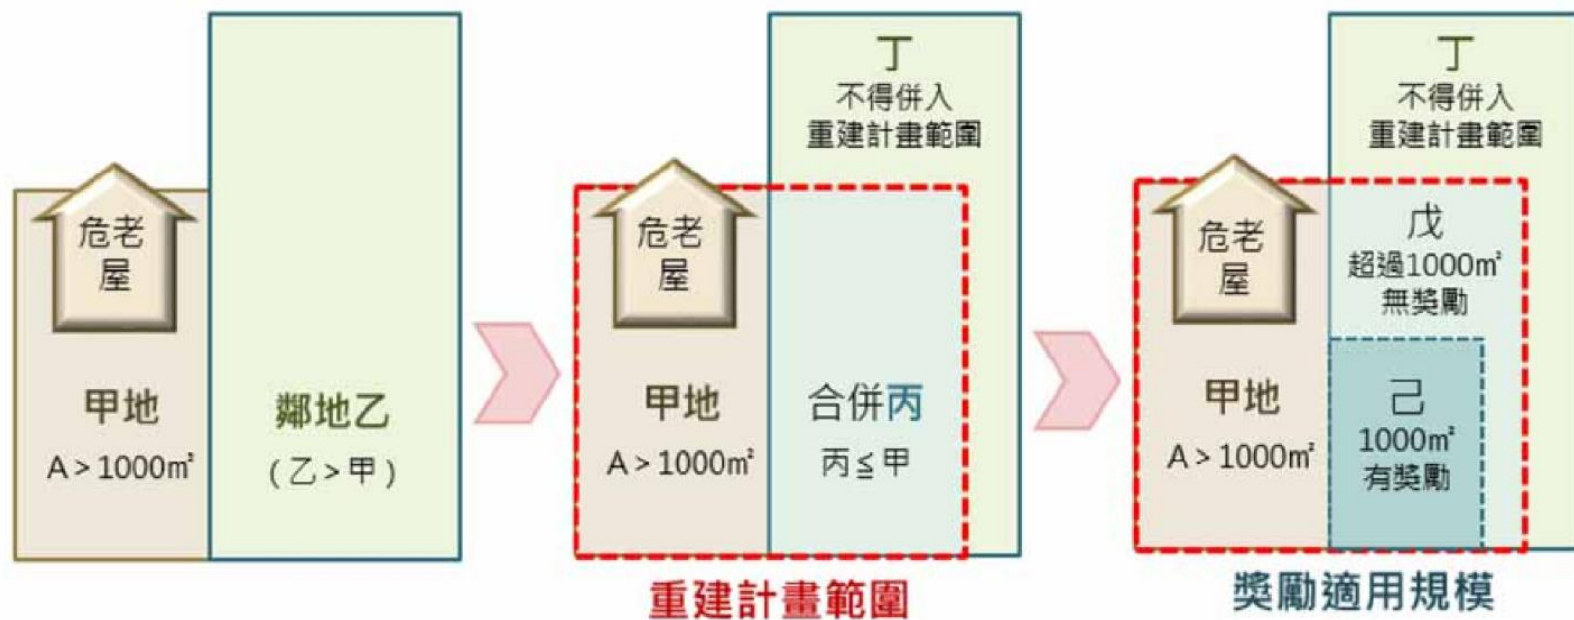 危老
屋
甲地
A > 1000㎡
鄰地乙
( 乙 > 甲 )
丁
不得併入
重建計畫範圍
危老
屋
甲地
A > 1000㎡
合併丙
丙 ≦ 甲
重建計畫範圍
丁
不得併入
重建計畫範圍
危老
屋
甲地
A > 1000㎡
戊
超過1000㎡
無獎勵
己
1000㎡
有獎勵
獎勵適用規模